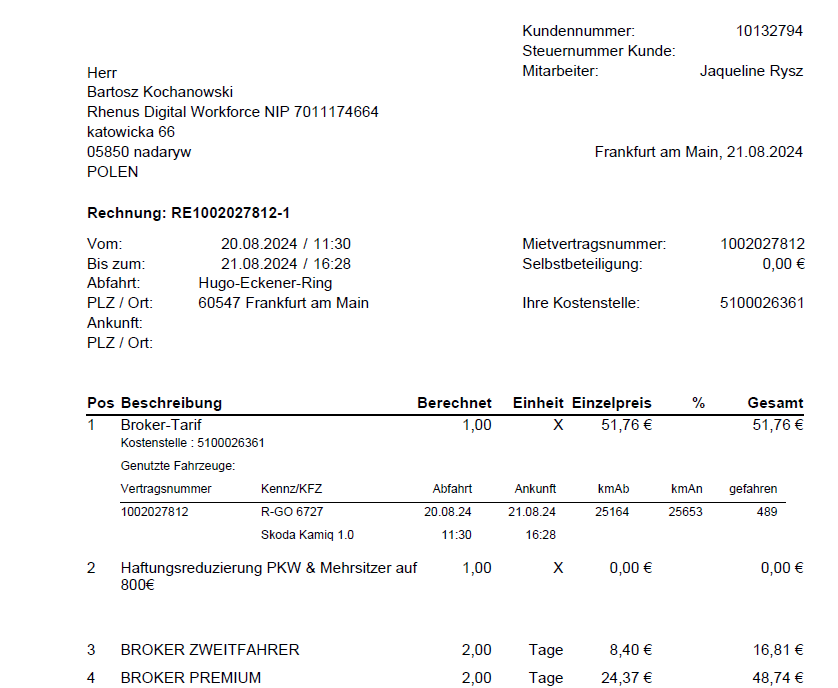 Kundennummer: 10132794
Steuernummer Kunde:
Mitarbeiter: Jaqueline Rysz
Herr
Bartosz Kochanowski
Rhenus Digital Workforce NIP 7011174664
katowicka 66
05850 nadaryw
POLEN
Frankfurt am Main, 21.08.2024
Rechnung: RE1002027812-1
Vom: 20.08.2024 / 11:30 Mietvertragsnummer: 1002027812
Bis zum: 21.08.2024 / 16:28 Selbstbeteiligung: 0,00 €
Abfahrt: Hugo-Eckener-Ring
PLZ / Ort: 60547 Frankfurt am Main Ihre Kostenstelle: 5100026361
Ankunft:
PLZ / Ort:
Pos Beschreibung Berechnet Einheit Einzelpreis % Gesamt
1 Broker-Tarif 1,00 X 51,76 € 51,76 €
Kostenstelle : 5100026361
Genutzte Fahrzeuge:
Vertragsnummer Kennz/KFZ Abfahrt Ankunft kmAb kmAn gefahren
1002027812 R-GO 6727 20.08.24 21.08.24 25164 25653 489
Skoda Kamiq 1.0 11:30 16:28
2 Haftungsreduzierung PKW & Mehrsitzer auf 1,00 X 0,00 € 0,00 €
800€
3 BROKER ZWEITFAHRER 2,00 Tage 8,40 € 16,81 €
4 BROKER PREMIUM 2,00 Tage 24,37 € 48,74 €